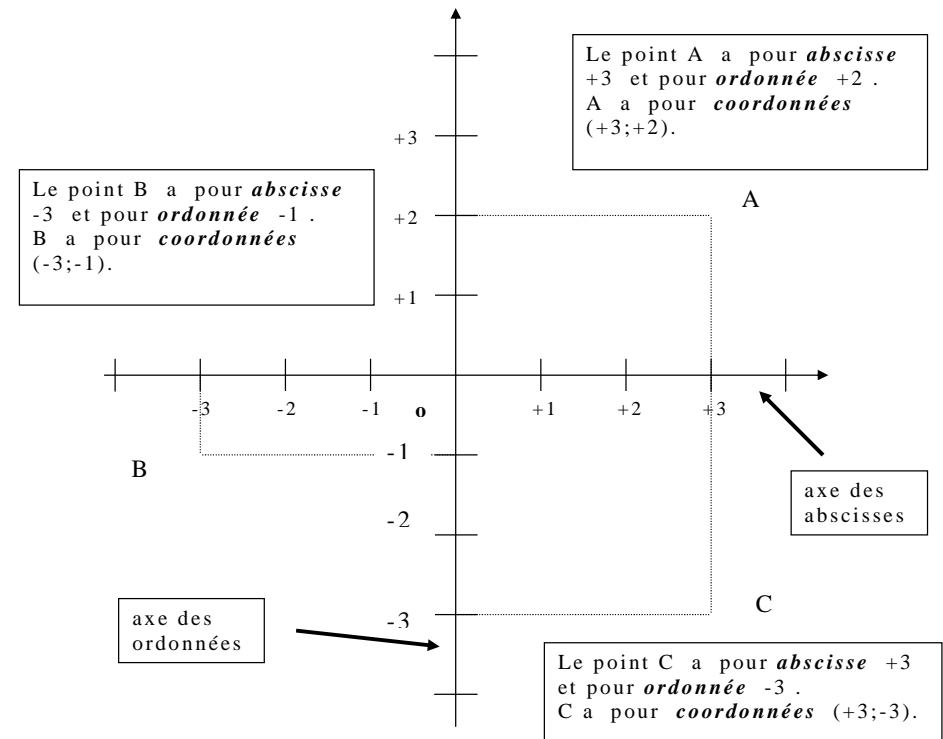 Le point A a pour abscisse
+3 et pour ordonnée +2 .
A a pour coordonnées
(+3;+2).
+3
Le point B a pour abscisse
-3 et pour ordonnée -1 .
B a pour coordonnées
(-3;-1).
A
+2
+1
-3 -2 -1 o +1 +2 +3
-1
B
axe des
abscisses
-2
C
axe des
ordonnées
-3
Le point C a pour abscisse +3
et pour ordonnée -3 .
C a pour coordonnées (+3;-3).